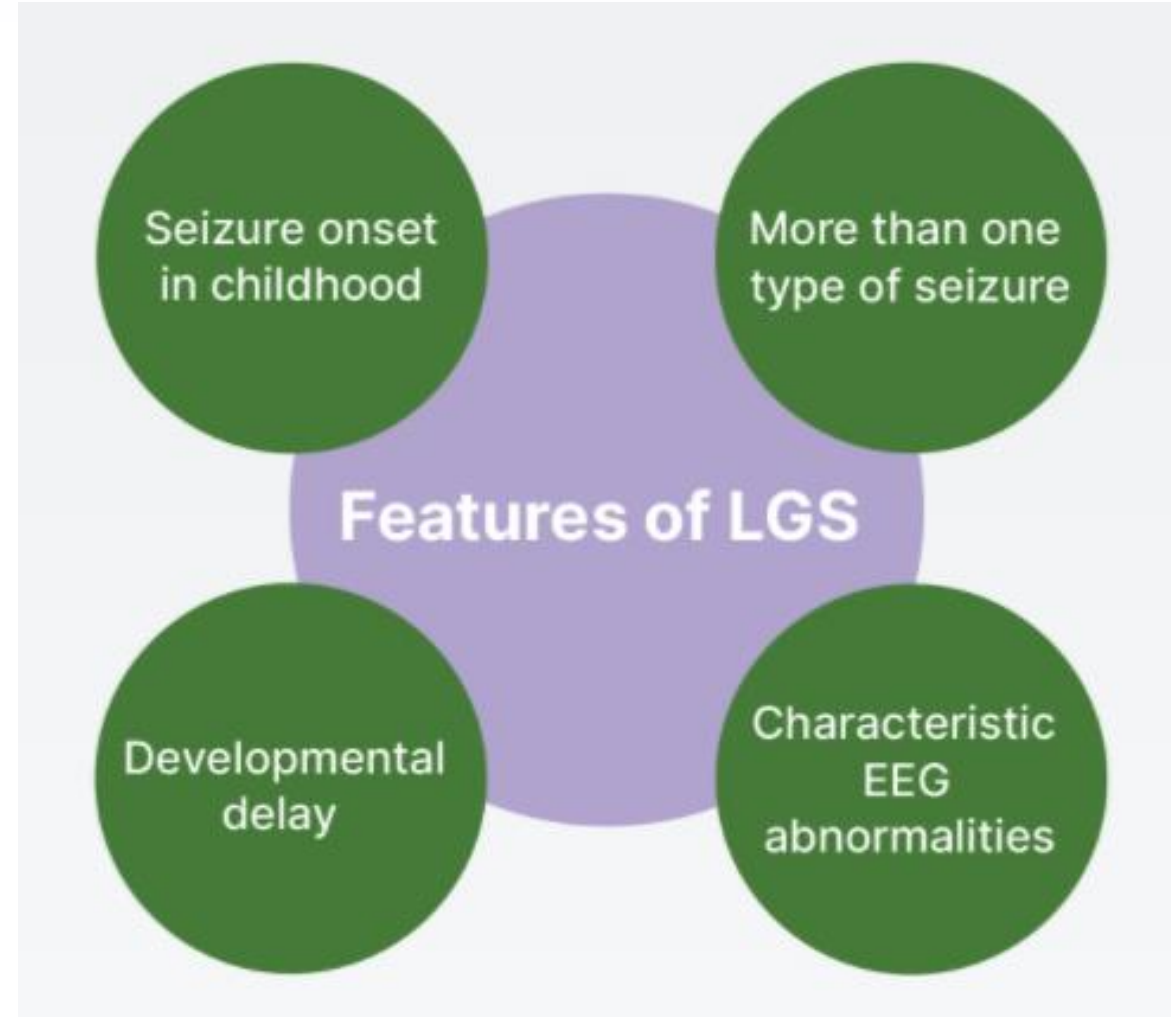 Seizure onset
in childhood
More than one
type of seizure
Features of LGS
Developmental
delay
Characteristic
EEG
abnormalities